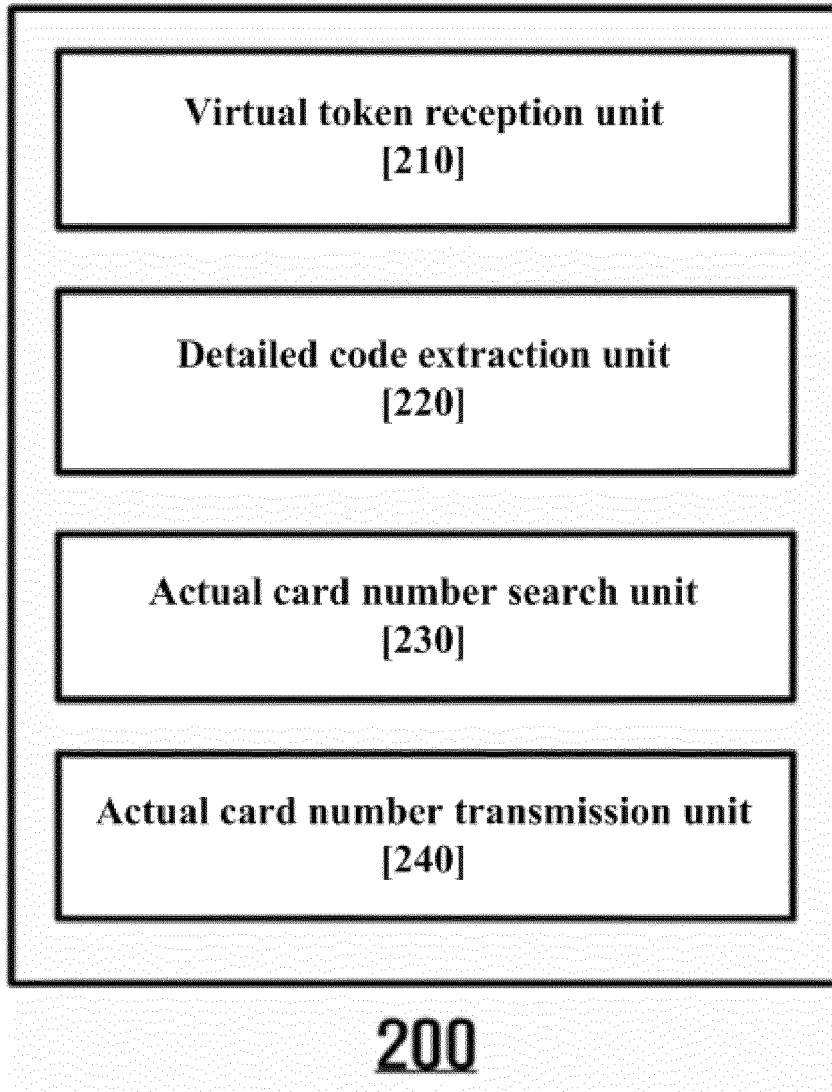 Virtual token reception unit
[210]
Detailed code extraction unit
[220]
Actual card number search unit
[230]
Actual card number transmission unit
[240]
200